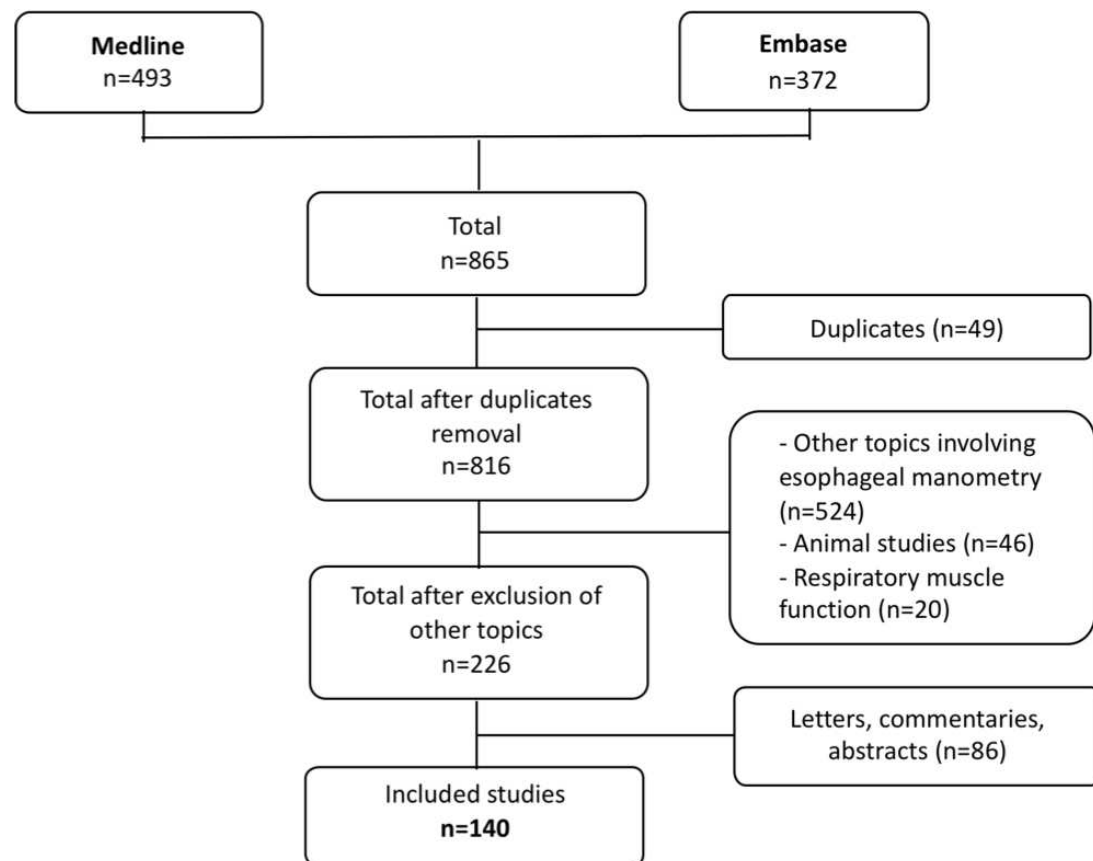 Medline
n=493
Embase
n=372
Total
n=865
Duplicates (n=49)
Total after duplicates
removal
n=816
- Other topics involving
esophageal manometry
(n=524)
- Animal studies (n=46)
- Respiratory muscle
function (n=20)
Total after exclusion of
other topics
n=226
Letters, commentaries,
abstracts (n=86)
Included studies
n=140